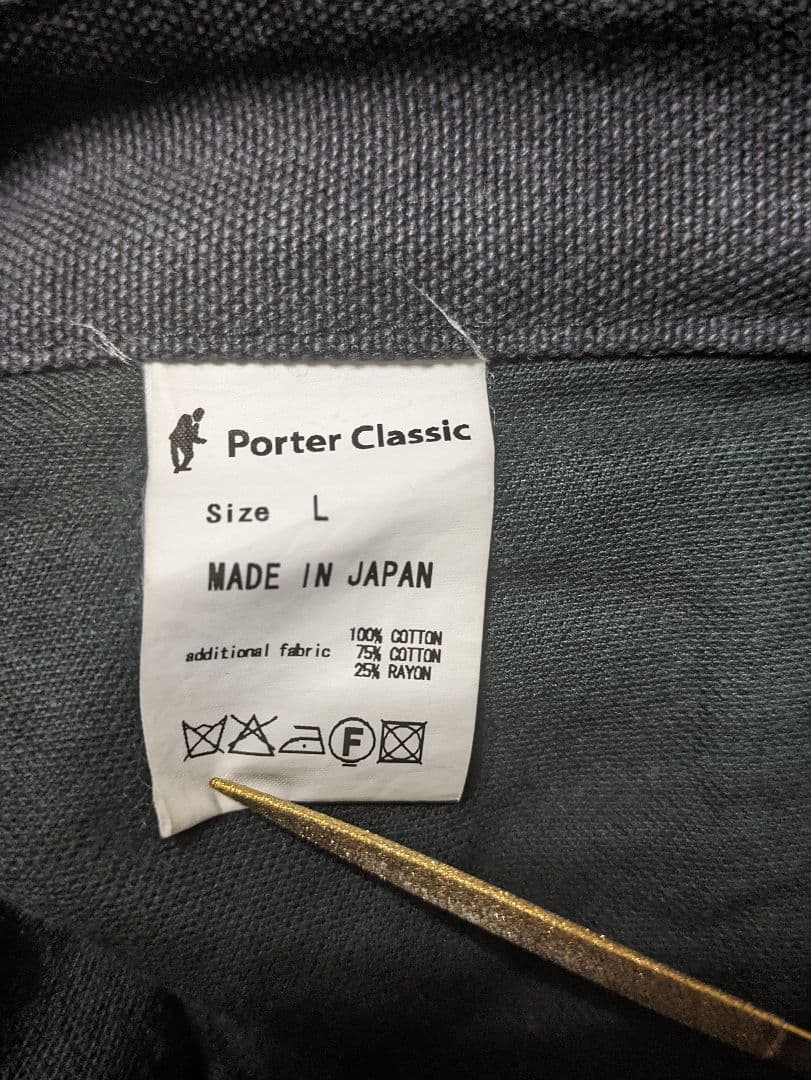 Porter Classic
Size L
MADE IN JAPAN
100% COTTON
additional fabric 75% COTTON
25% RAYON
F